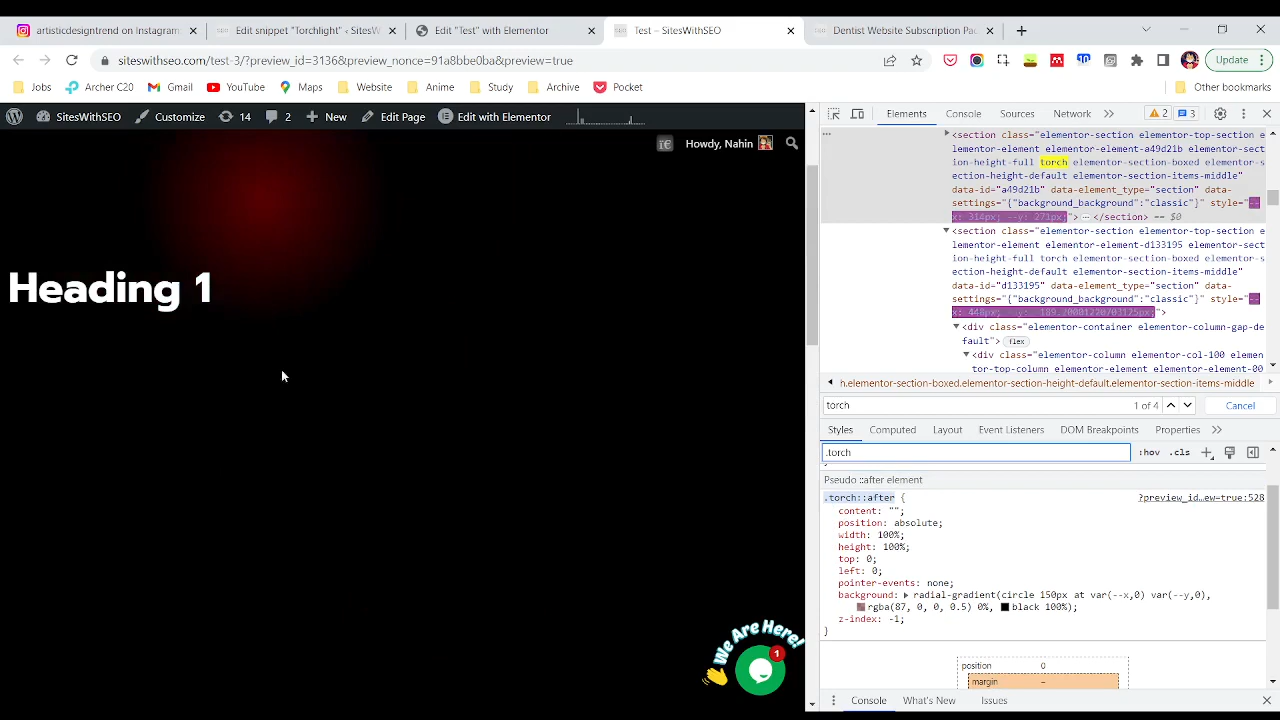 artisticdesigntrend on Instagram
Edit snippet "Torchlight" ‹ SitesW
Edit "Test" with Elementor
Test – SitesWithSEO
Dentist Website Subscription Pac
siteswithseo.com/test-3/?preview_id=3156&preview_nonce=91a8bbe0ba&preview=true
Update
Jobs
Archer C20
Gmail
YouTube
Maps
Website
Anime
Study
Archive
Pocket
Other bookmarks
SitesWithSEO
Customize
14
2
New
Edit Page
Edit with Elementor
Howdy, Nahin
Heading 1
We Are Here!
1
Elements
Console
Sources
Network
2
3
<section class="elementor-section elementor-top-section e
lementor-element elementor-element-a49d21b elementor-sect
ion-height-full torch elementor-section-boxed elementor-s
ection-height-default elementor-section-items-middle"
data-id="a49d21b" data-element_type="section" data-
settings="{"background_background":"classic"}" style="--
x: 314px; --y: 271px;"> </section> == $0
<section class="elementor-section elementor-top-section e
lementor-element elementor-element-d133195 elementor-sect
ion-height-full torch elementor-section-boxed elementor-s
ection-height-default elementor-section-items-middle"
data-id="d133195" data-element_type="section" data-
settings="{"background_background":"classic"}" style="--
x: 448px; --y: 189.20001220703125px;">
<div class="elementor-container elementor-column-gap-de
fault"> flex
<div class="elementor-column elementor-col-100 elemen
tor-top-column elementor-element elementor-element-00
h.elementor-section-boxed.elementor-section-height-default.elementor-section-items-middle
torch
1 of 4
Cancel
Styles
Computed
Layout
Event Listeners
DOM Breakpoints
Properties
.torch
:hov
.cls
Pseudo ::after element
.torch::after {
?preview_id…ew=true:528
content: "";
position: absolute;
width: 100%;
height: 100%;
top: 0;
left: 0;
pointer-events: none;
background: radial-gradient(circle 150px at var(--x,0) var(--y,0),
rgba(87, 0, 0, 0.5) 0%, black 100%);
z-index: -1;
}
position
0
margin
–
Console
What's New
Issues